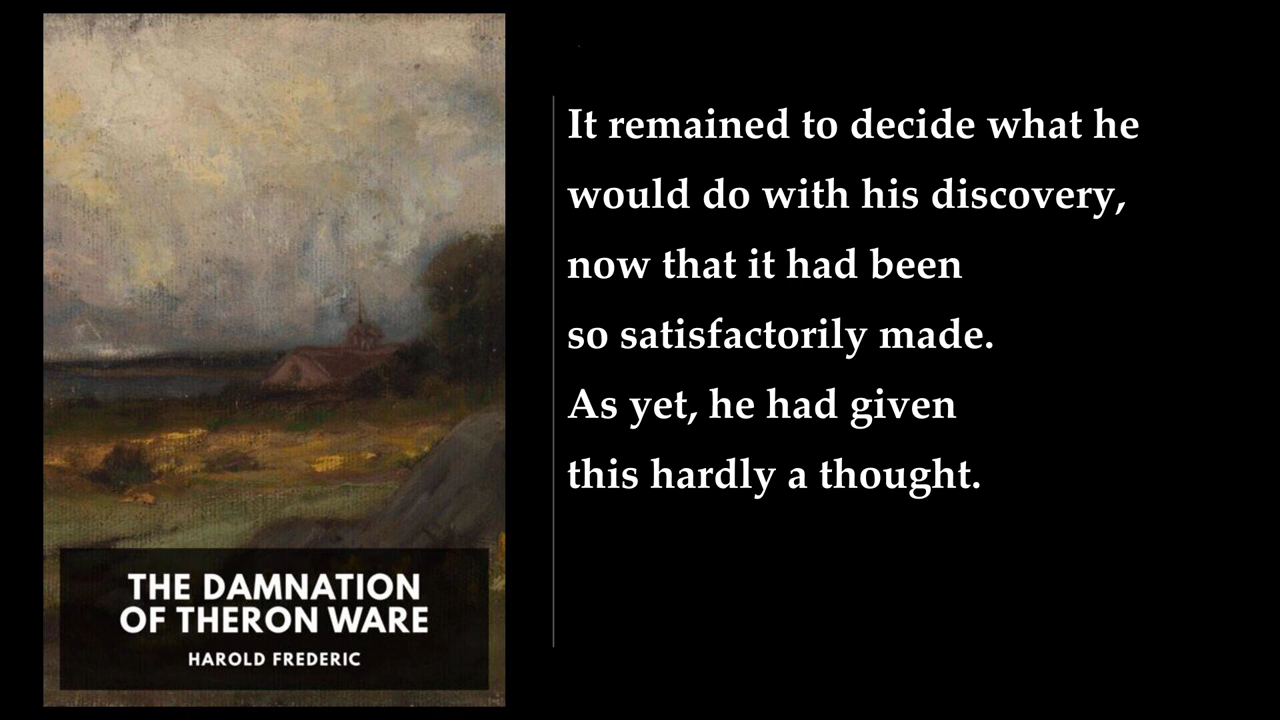 It remained to decide what he
would do with his discovery,
now that it had been
so satisfactorily made.
As yet, he had given
this hardly a thought.
THE DAMNATION
OF THERON WARE
HAROLD FREDERIC